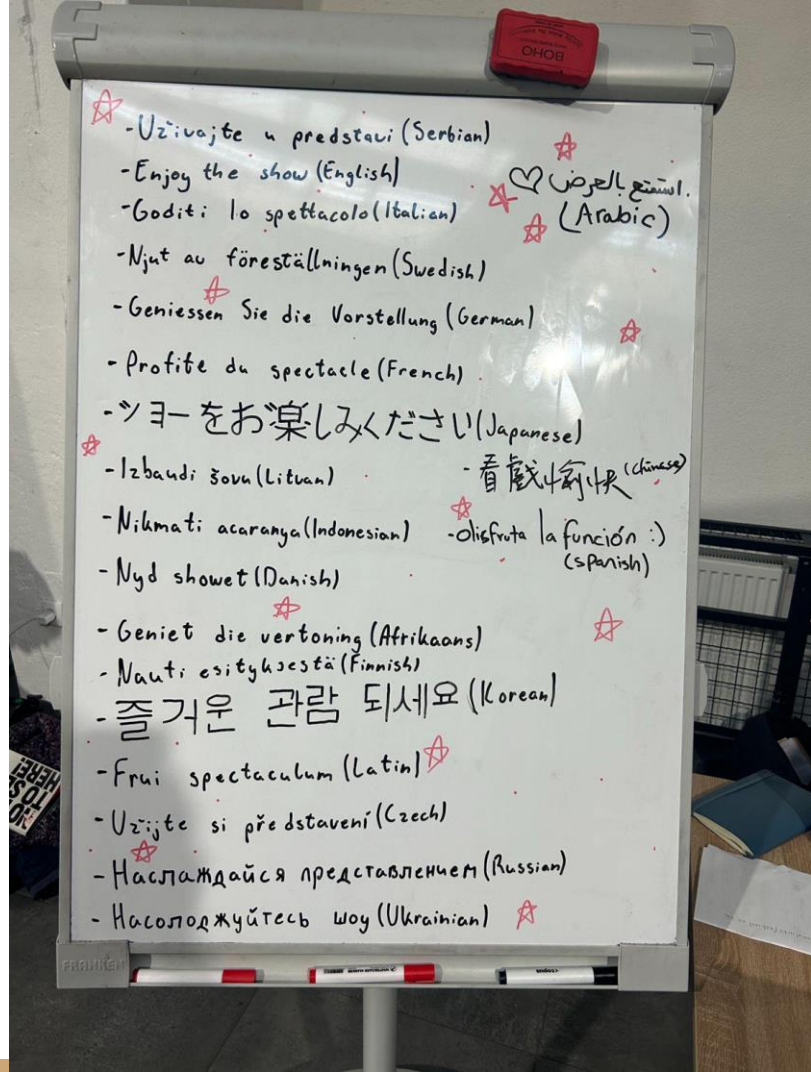 BOHO
- Uživajte u predstavi (Serbian)
- Enjoy the show (English)
- Goditi lo spettacolo (Italian)
استمتع بالعرض.
(Arabic)
- Njut av föreställningen (Swedish)
- Geniessen Sie die Vorstellung (German)
- Profite du spectacle (French)
- ショーをお楽しみください (Japanese)
- Izbaudi šovu (Lituan)
- 看戲愉快 (Chinese)
- Nikmati acaranya (Indonesian)
- Disfruta la función :)
(spanish)
- Nyd showet (Danish)
- Geniet die vertoning (Afrikaans)
- Nauti esityksestä (Finnish)
- 즐거운 관람 되세요 (Korean)
- Frui spectaculum (Latin)
- Užijte si představení (Czech)
- Наслаждайся представлением (Russian)
- Насолоджуйтесь шоу (Ukrainian)
FRANKEN
HERE!